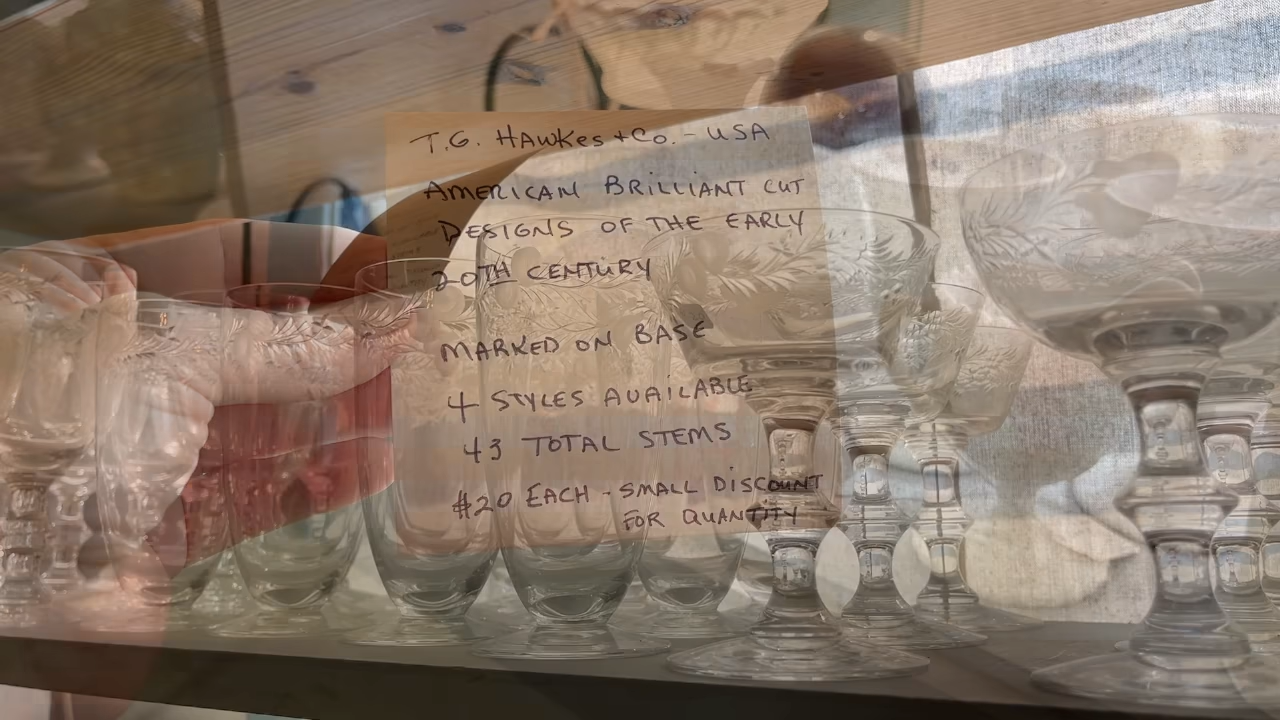 T.G. HAWKES + CO. - USA
AMERICAN BRILLIANT CUT
DESIGNS OF THE EARLY
20TH CENTURY
MARKED ON BASE
4 STYLES AVAILABLE
43 TOTAL STEMS
$20 EACH - SMALL DISCOUNT
FOR QUANTITY